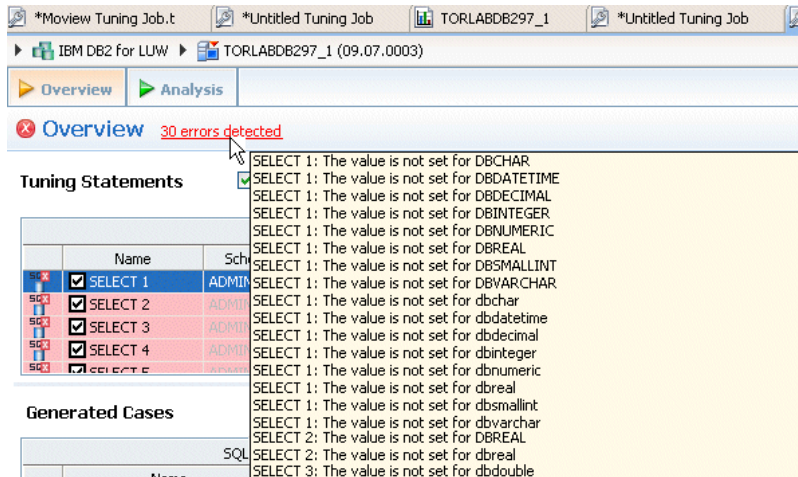 *Moview Tuning Job.t
*Untitled Tuning Job
TORLABDB297_1
*Untitled Tuning Job
IBM DB2 for LUW
TORLABDB297_1 (09.07.0003)
Overview
Analysis
Overview 30 errors detected
SELECT 1: The value is not set for DBCHAR
SELECT 1: The value is not set for DBDATETIME
SELECT 1: The value is not set for DBDECIMAL
SELECT 1: The value is not set for DBINTEGER
SELECT 1: The value is not set for DBNUMERIC
SELECT 1: The value is not set for DBREAL
SELECT 1: The value is not set for DBSMALLINT
SELECT 1: The value is not set for DBVARCHAR
SELECT 1: The value is not set for dbchar
SELECT 1: The value is not set for dbdatetime
SELECT 1: The value is not set for dbdecimal
SELECT 1: The value is not set for dbinteger
SELECT 1: The value is not set for dbnumeric
SELECT 1: The value is not set for dbreal
SELECT 1: The value is not set for dbsmallint
SELECT 1: The value is not set for dbvarchar
SELECT 2: The value is not set for DBREAL
SELECT 2: The value is not set for dbreal
SELECT 3: The value is not set for dbdouble
Tuning Statements
Name Sch
SELECT 1 ADMIN
SELECT 2 ADMIN
SELECT 3 ADMIN
SELECT 4 ADMIN
SELECT 5 ADMIN
Generated Cases
SQL
Name